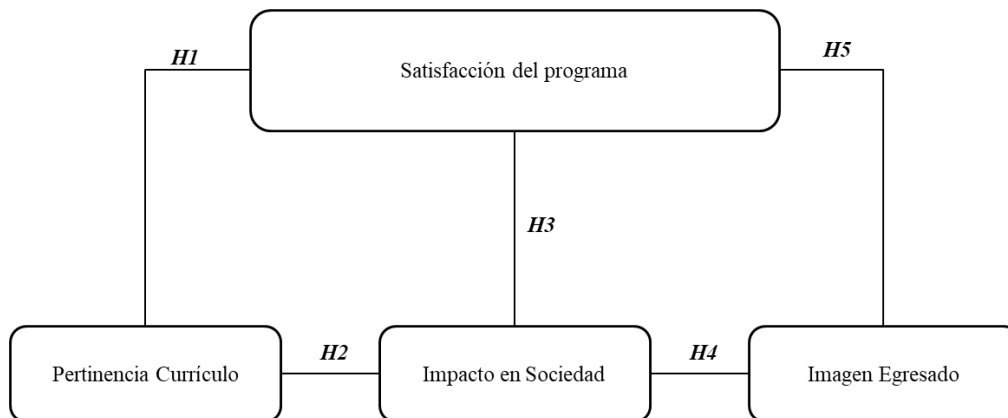 H1
Satisfacción del programa
H5
H3
Pertinencia Currículo
H2
Impacto en Sociedad
H4
Imagen Egresado